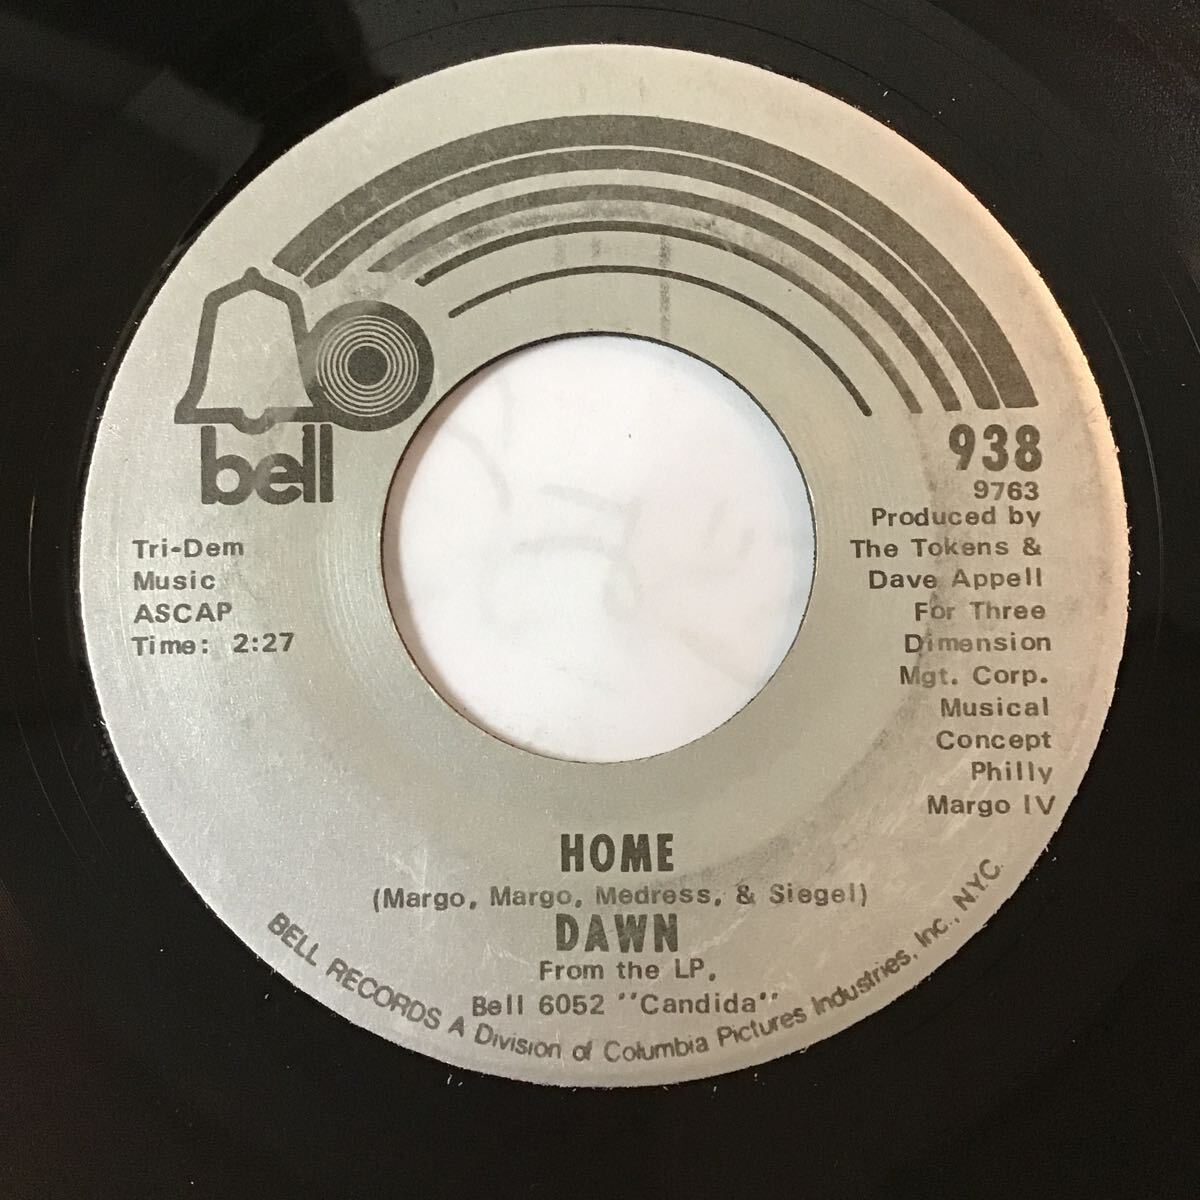 bell
Tri-Dem
Music
ASCAP
Time: 2:27
938
9763
Produced by
The Tokens &
Dave Appell
For Three
Dimension
Mgt. Corp.
Musical
Concept
Philly
Margo IV
HOME
(Margo, Margo, Medress, & Siegel)
DAWN
From the LP.
Bell 6052 "Candida"
BELL RECORDS A Division of Columbia Pictures Industries, Inc., N.Y.C.